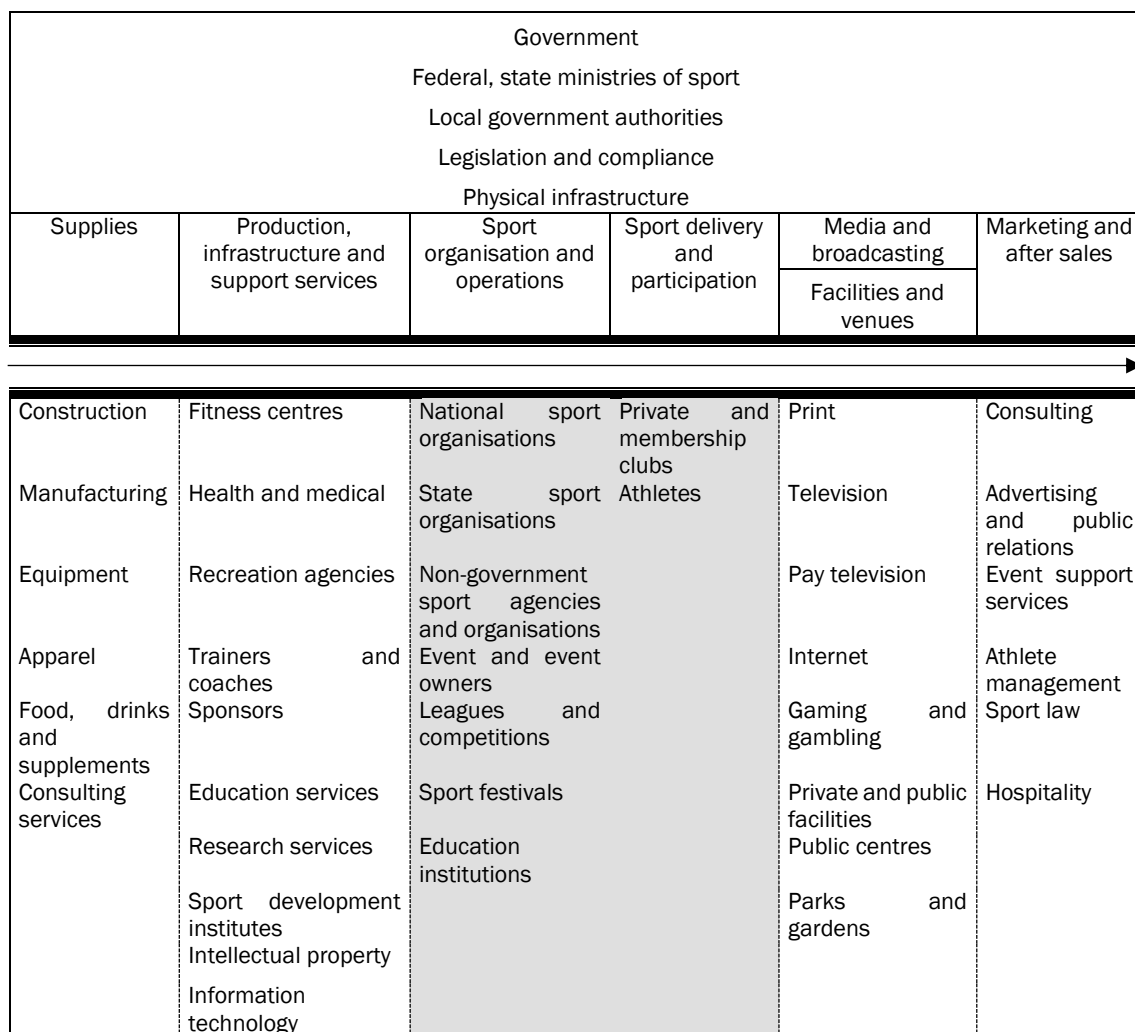 Government
Federal, state ministries of sport
Local government authorities
Legislation and compliance
Physical infrastructure
Supplies
Production,
infrastructure and
support services
Sport
organisation and
operations
Sport delivery
and
participation
Media and
broadcasting
Facilities and
venues
Marketing and
after sales
Construction
Manufacturing
Equipment
Apparel
Food, drinks
and
supplements
Consulting
services
Fitness centres
Health and medical
Recreation agencies
Trainers and
coaches
Sponsors
Education services
Research services
Sport development
institutes
Intellectual property
Information
technology
National sport
organisations
State sport
organisations
Non-government
sport agencies
and organisations
Event and event
owners
Leagues and
competitions
Sport festivals
Education
institutions
Private and
membership
clubs
Athletes
Print
Television
Pay television
Internet
Gaming and
gambling
Private and public
facilities
Public centres
Parks and
gardens
Consulting
Advertising
and public
relations
Event support
services
Athlete
management
Sport law
Hospitality